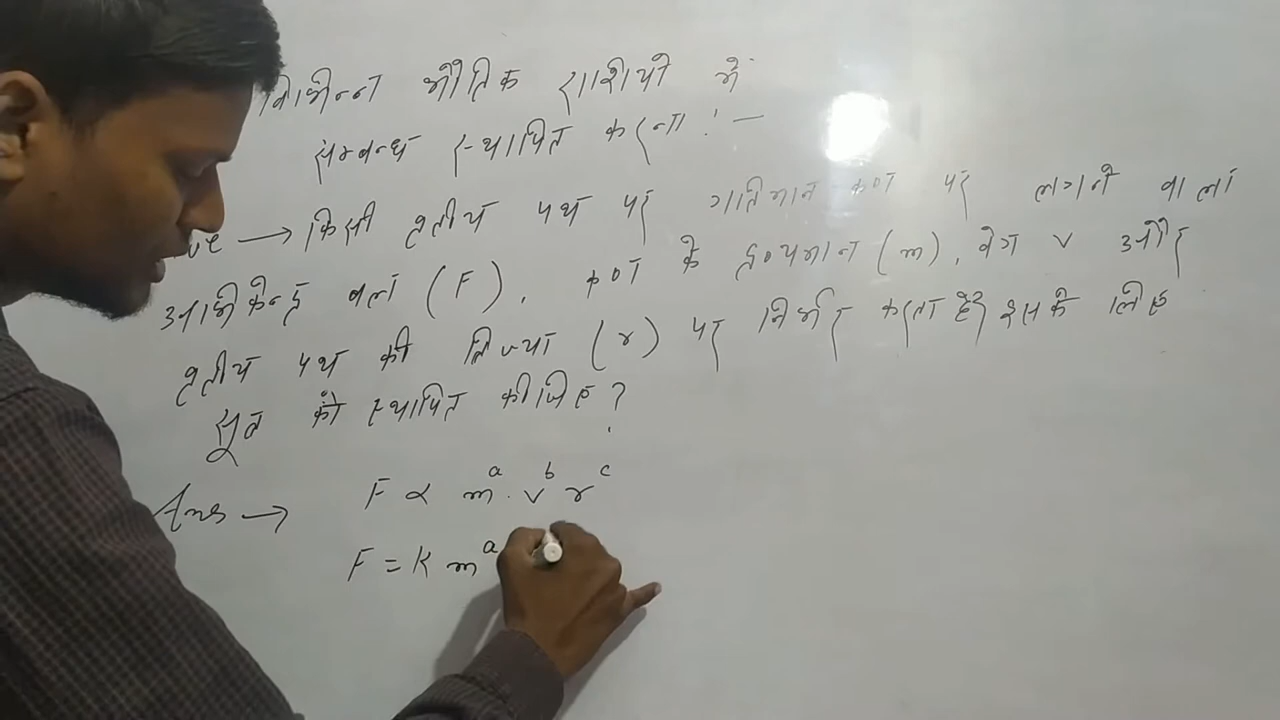 विभिन्न भौतिक राशियों में
सम्बन्ध स्थापित करना : —
→ किसी वृतीय पथ पर गतिमान कण पर लगने वाला
अभिकेन्द्र बल (F), कण के द्रव्यमान (m), वेग v और
वृतीय पथ की त्रिज्या (r) पर निर्भर करता है इसके लिए
सूत्र को स्थापित कीजिए ?
Ans → F ∝ m^a . v^b r^c
F = K m^a